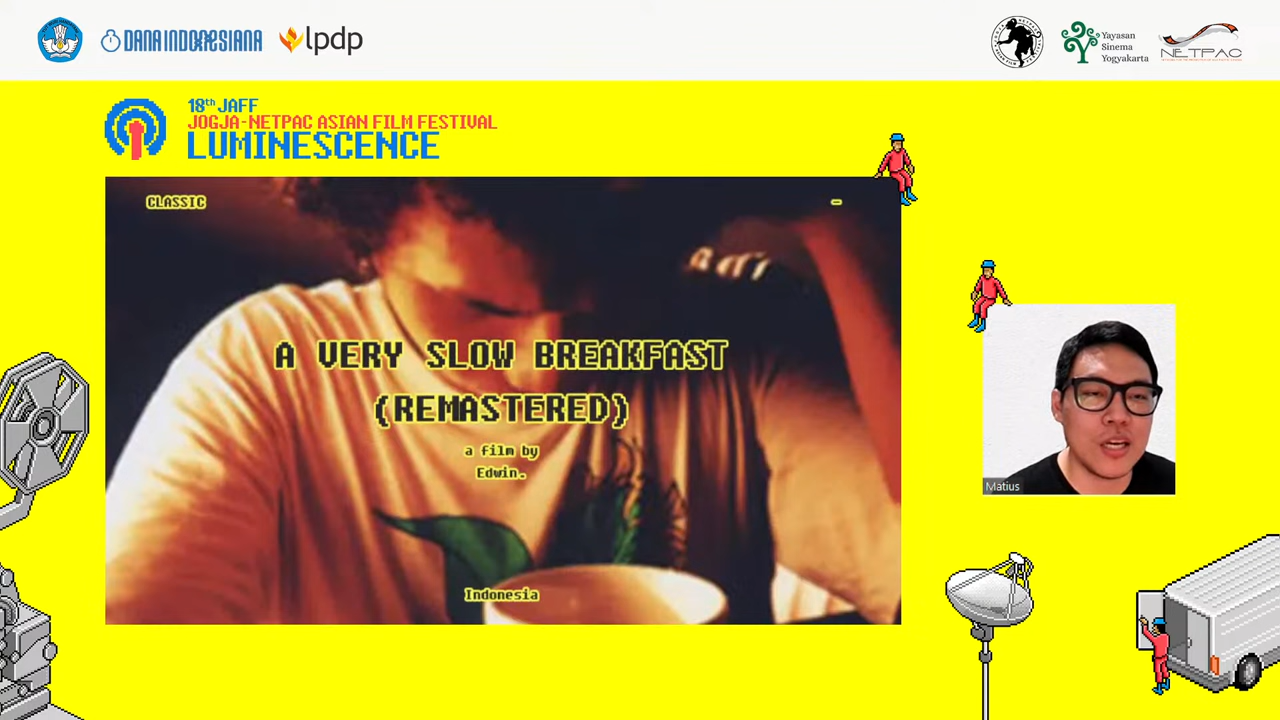 DANA INDONESIANA
lpdp
Yayasan
Sinema
Yogyakarta
NETPAC
18th JAFF
JOGJA-NETPAC ASIAN FILM FESTIVAL
LUMINESCENCE
CLASSIC
-
A VERY SLOW BREAKFAST
(REMASTERED)
a film by
Edwin.
Indonesia
Matius